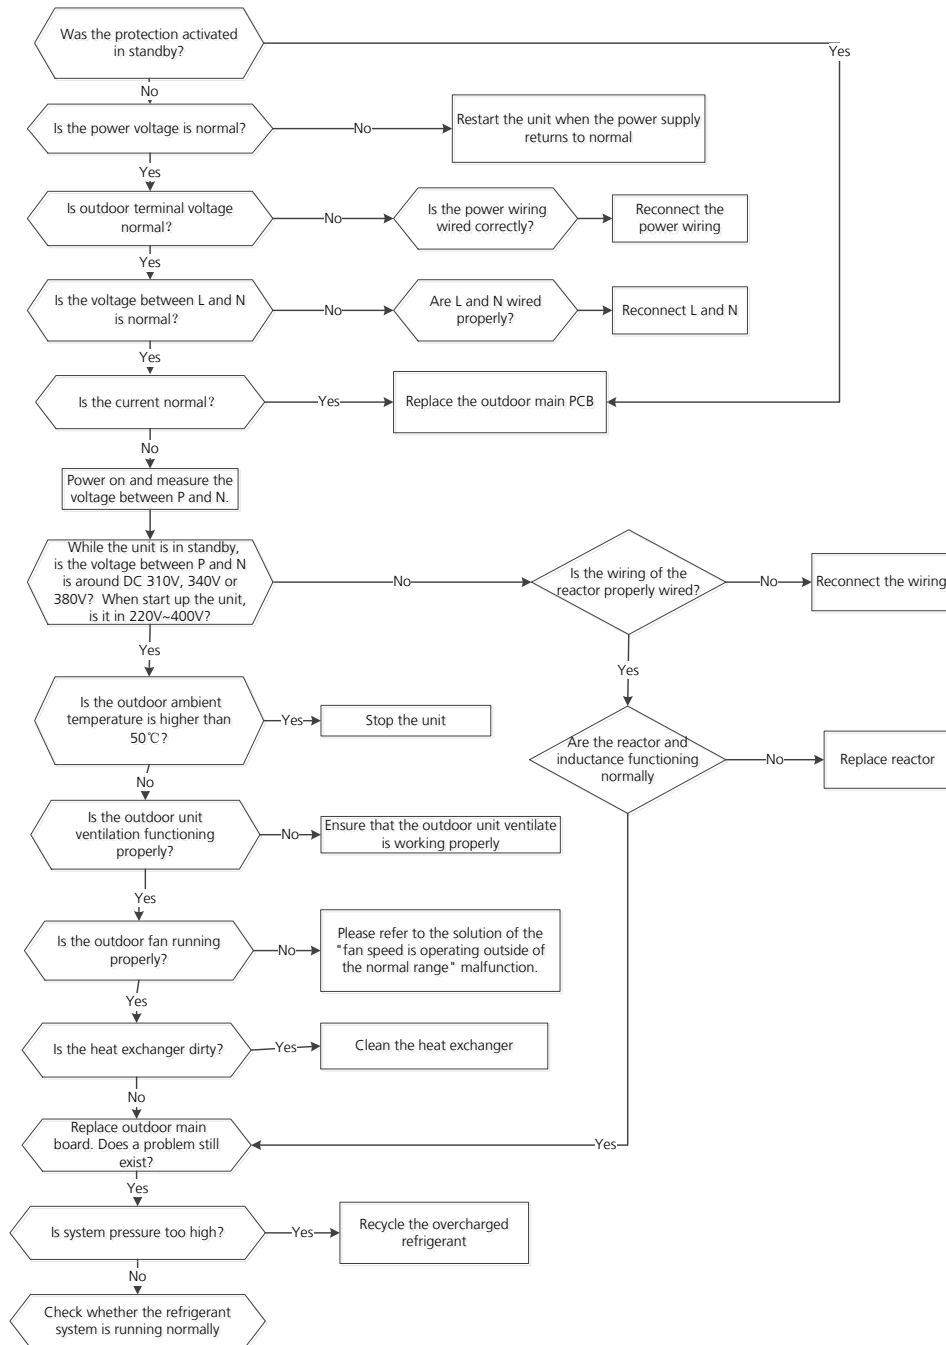 Was the protection activated
in standby?
Yes
No
Is the power voltage is normal?
No
Restart the unit when the power supply
returns to normal
Yes
Is outdoor terminal voltage
normal?
No
Is the power wiring
wired correctly?
Reconnect the
power wiring
Yes
Is the voltage between L and N
is normal?
No
Are L and N wired
properly?
Reconnect L and N
Yes
Is the current normal?
Yes
Replace the outdoor main PCB
No
Power on and measure the
voltage between P and N.
While the unit is in standby,
is the voltage between P and N
is around DC 310V, 340V or
380V? When start up the unit,
is it in 220V~400V?
No
Is the wiring of the
reactor properly wired?
No
Reconnect the wiring
Yes
Yes
Is the outdoor ambient
temperature is higher than
50℃?
Yes
Stop the unit
Are the reactor and
inductance functioning
normally
No
Replace reactor
No
Is the outdoor unit
ventilation functioning
properly?
No
Ensure that the outdoor unit ventilate
is working properly
Yes
Is the outdoor fan running
properly?
No
Please refer to the solution of the
"fan speed is operating outside of
the normal range" malfunction.
Yes
Is the heat exchanger dirty?
Yes
Clean the heat exchanger
No
Replace outdoor main
board. Does a problem still
exist?
Yes
Yes
Is system pressure too high?
Yes
Recycle the overcharged
refrigerant
No
Check whether the refrigerant
system is running normally